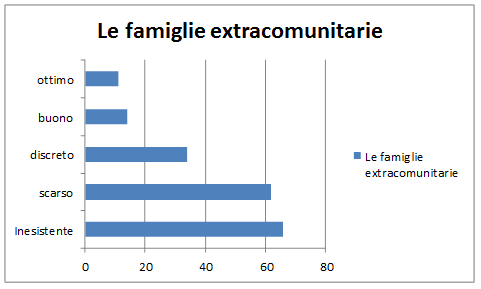 Le famiglie extracomunitarie
ottimo
buono
discreto
scarso
Inesistente
0 20 40 60 80
Le famiglie
extracomunitarie